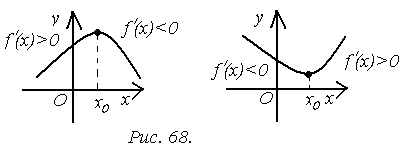 y
f'(x)>0
f'(x)<0
O
x₀
x
y
f'(x)<0
f'(x)>0
O
x₀
x
Рис. 68.